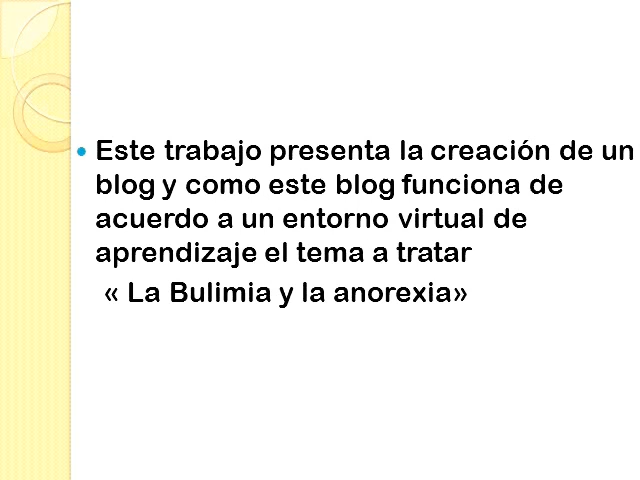 Este trabajo presenta la creación de un
blog y como este blog funciona de
acuerdo a un entorno virtual de
aprendizaje el tema a tratar
« La Bulimia y la anorexia»